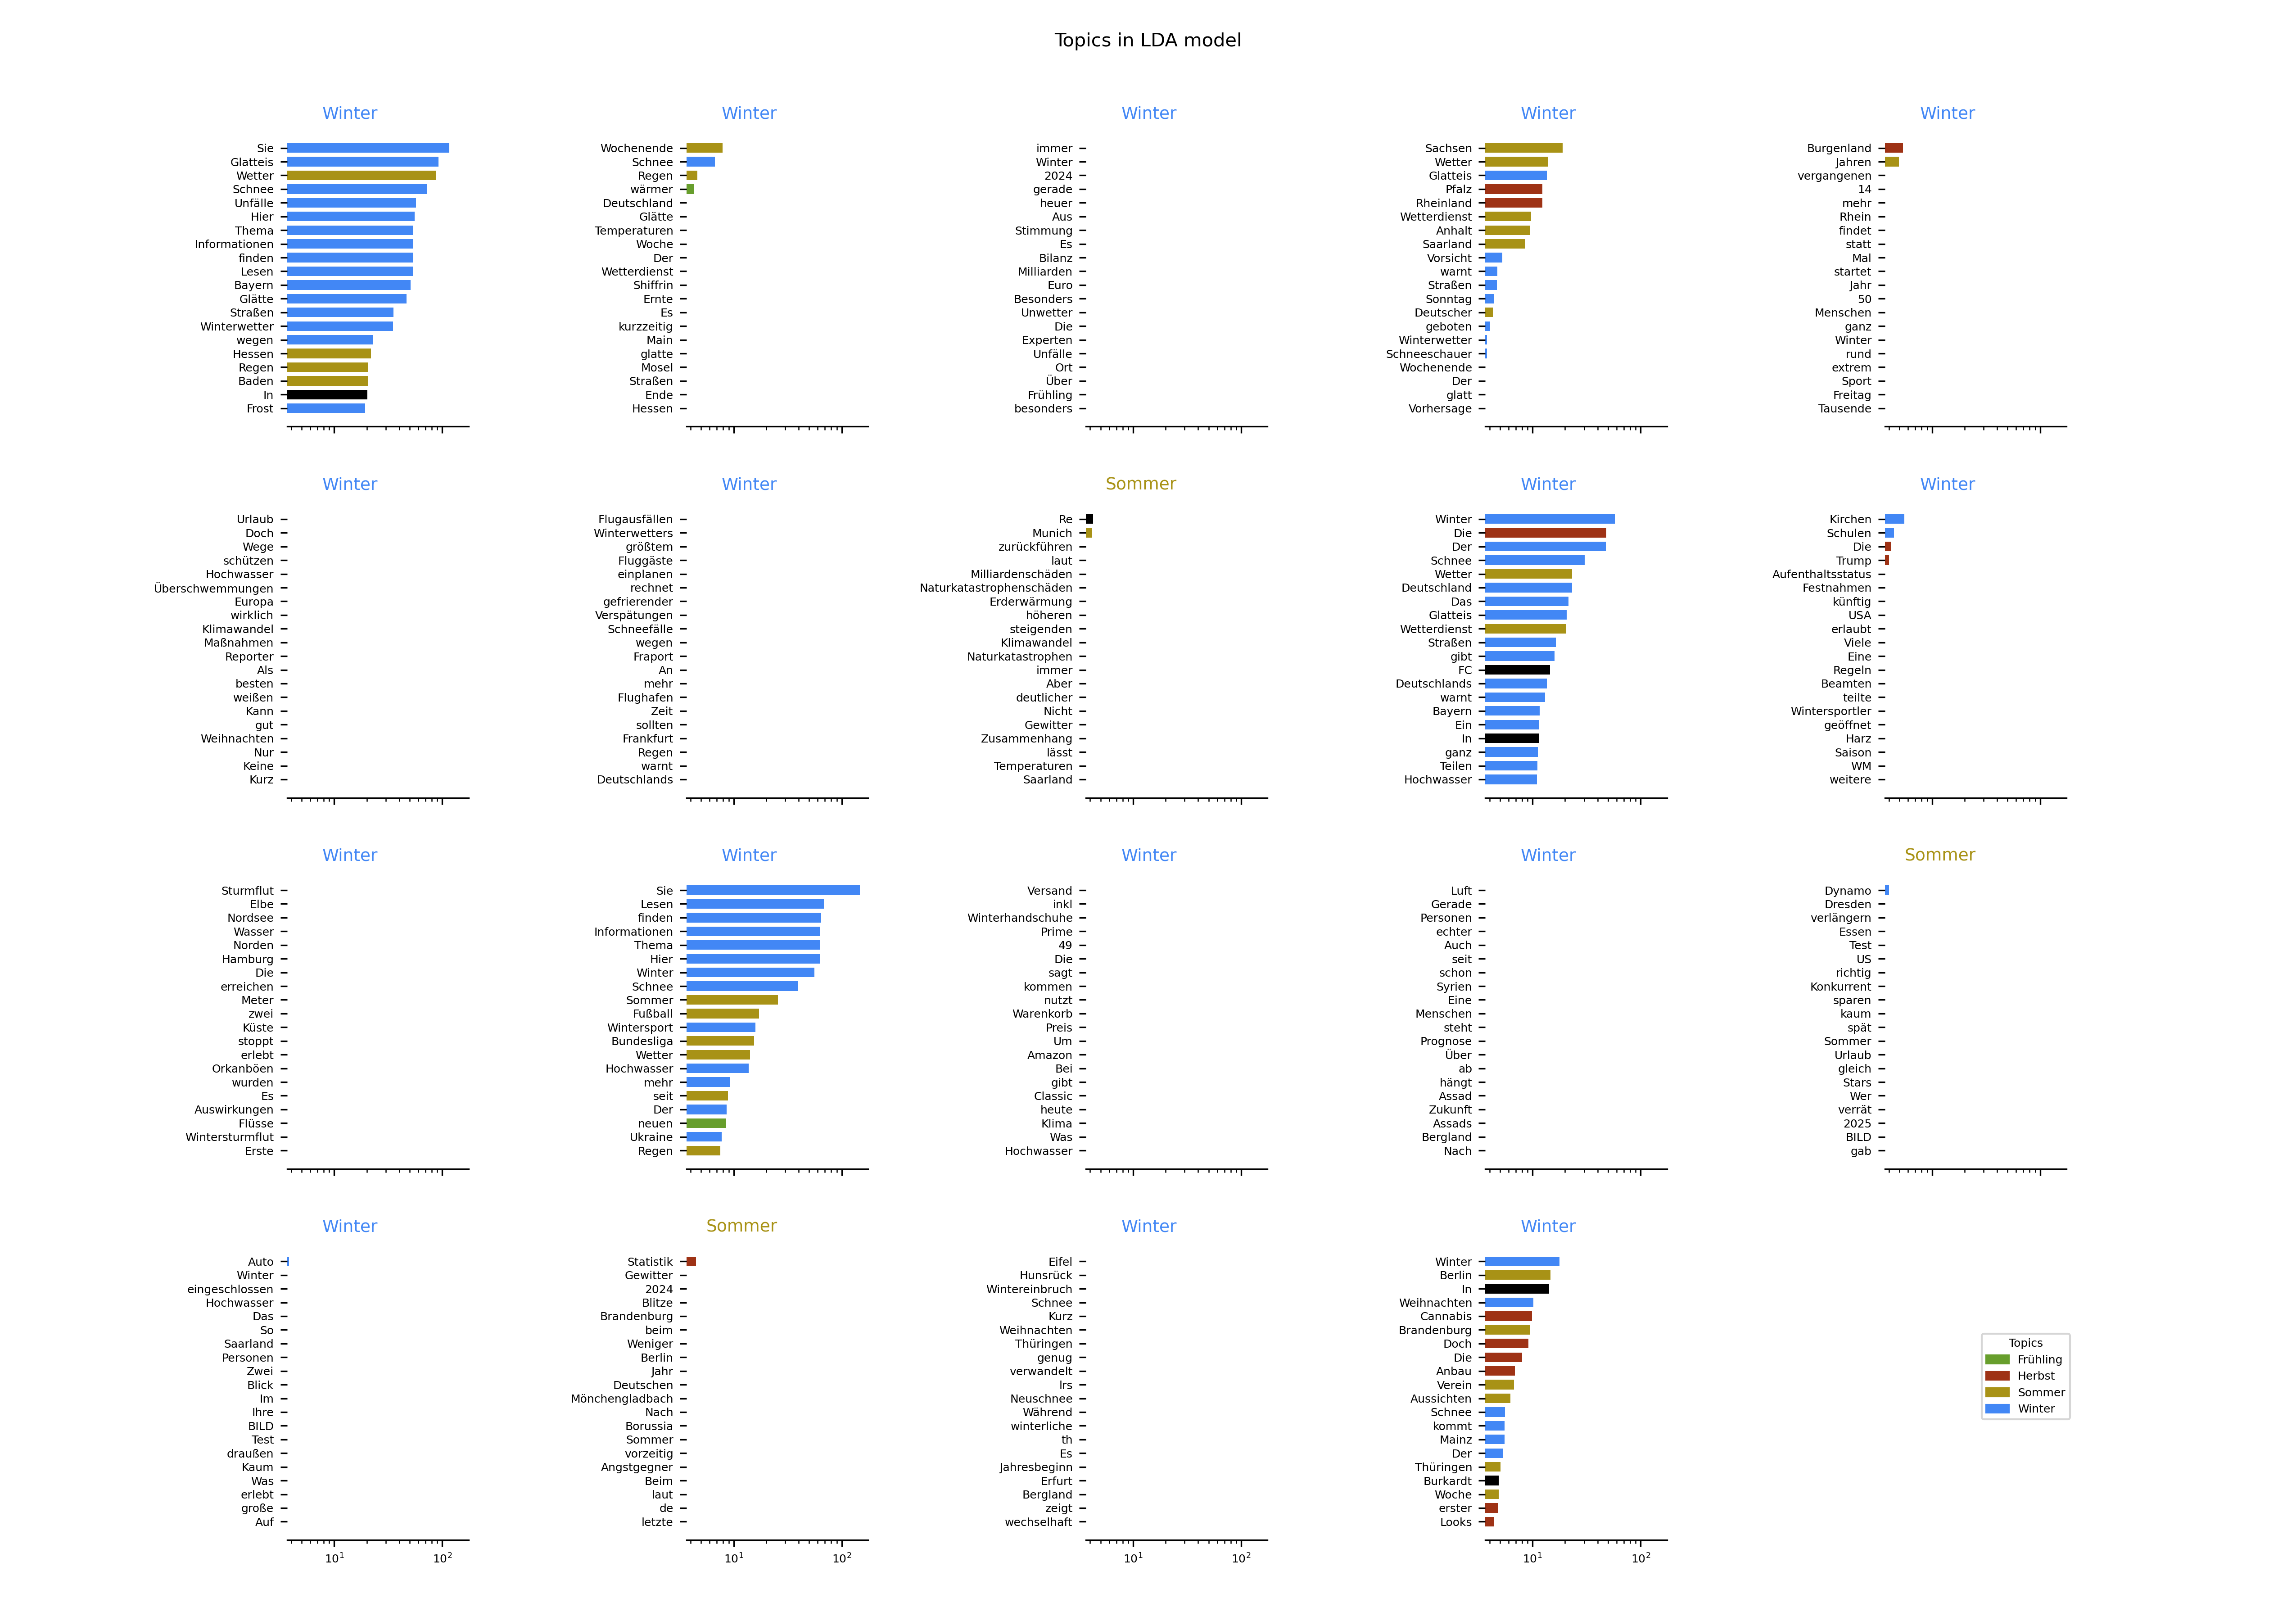 Topics in LDA model
Winter
Sie
Glatteis
Wetter
Schnee
Unfälle
Hier
Thema
Informationen
finden
Lesen
Bayern
Glätte
Straßen
Winterwetter
wegen
Hessen
Regen
Baden
In
Frost
Winter
Wochenende
Schnee
Regen
wärmer
Deutschland
Glätte
Temperaturen
Woche
Der
Wetterdienst
Shiffrin
Ernte
Es
kurzzeitig
Main
glatte
Mosel
Straßen
Ende
Hessen
Winter
immer
Winter
2024
gerade
heuer
Aus
Stimmung
Es
Bilanz
Milliarden
Euro
Besonders
Unwetter
Die
Experten
Unfälle
Ort
Über
Frühling
besonders
Winter
Sachsen
Wetter
Glatteis
Pfalz
Rheinland
Wetterdienst
Anhalt
Saarland
Vorsicht
warnt
Straßen
Sonntag
Deutscher
geboten
Winterwetter
Schneeschauer
Wochenende
Der
glatt
Vorhersage
Winter
Burgenland
Jahren
vergangenen
14
mehr
Rhein
findet
statt
Mal
startet
Jahr
50
Menschen
ganz
Winter
rund
extrem
Sport
Freitag
Tausende
Winter
Urlaub
Doch
Wege
schützen
Hochwasser
Überschwemmungen
Europa
wirklich
Klimawandel
Maßnahmen
Reporter
Als
besten
weißen
Kann
gut
Weihnachten
Nur
Keine
Kurz
Winter
Flugausfällen
Winterwetters
größtem
Fluggäste
einplanen
rechnet
gefrierender
Verspätungen
Schneefälle
wegen
Fraport
An
mehr
Flughafen
Zeit
sollten
Frankfurt
Regen
warnt
Deutschlands
Sommer
Re
Munich
zurückführen
laut
Milliardenschäden
Naturkatastrophenschäden
Erderwärmung
höheren
steigenden
Klimawandel
Naturkatastrophen
immer
Aber
deutlicher
Nicht
Gewitter
Zusammenhang
lässt
Temperaturen
Saarland
Winter
Winter
Die
Der
Schnee
Wetter
Deutschland
Das
Glatteis
Wetterdienst
Straßen
gibt
FC
Deutschlands
warnt
Bayern
Ein
In
ganz
Teilen
Hochwasser
Winter
Kirchen
Schulen
Die
Trump
Aufenthaltsstatus
Festnahmen
künftig
USA
erlaubt
Viele
Eine
Regeln
Beamten
teilte
Wintersportler
geöffnet
Harz
Saison
WM
weitere
Winter
Sturmflut
Elbe
Nordsee
Wasser
Norden
Hamburg
Die
erreichen
Meter
zwei
Küste
stoppt
erlebt
Orkanböen
wurden
Es
Auswirkungen
Flüsse
Wintersturmflut
Erste
Winter
Sie
Lesen
finden
Informationen
Thema
Hier
Winter
Schnee
Sommer
Fußball
Wintersport
Bundesliga
Wetter
Hochwasser
mehr
seit
Der
neuen
Ukraine
Regen
Winter
Versand
inkl
Winterhandschuhe
Prime
49
Die
sagt
kommen
nutzt
Warenkorb
Preis
Um
Amazon
Bei
gibt
Classic
heute
Klima
Was
Hochwasser
Winter
Luft
Gerade
Personen
echter
Auch
seit
schon
Syrien
Eine
Menschen
steht
Prognose
Über
ab
hängt
Assad
Zukunft
Assads
Bergland
Nach
Sommer
Dynamo
Dresden
verlängern
Essen
Test
US
richtig
Konkurrent
sparen
kaum
spät
Sommer
Urlaub
gleich
Stars
Wer
verrät
2025
BILD
gab
Winter
Auto
Winter
eingeschlossen
Hochwasser
Das
So
Saarland
Personen
Zwei
Blick
Im
Ihre
BILD
Test
draußen
Kaum
Was
erlebt
große
Auf
10¹ 10²
Sommer
Statistik
Gewitter
2024
Blitze
Brandenburg
beim
Weniger
Berlin
Jahr
Deutschen
Mönchengladbach
Nach
Borussia
Sommer
vorzeitig
Angstgegner
Beim
laut
de
letzte
10¹ 10²
Winter
Eifel
Hunsrück
Wintereinbruch
Schnee
Kurz
Weihnachten
Thüringen
genug
verwandelt
Irs
Neuschnee
Während
winterliche
th
Es
Jahresbeginn
Erfurt
Bergland
zeigt
wechselhaft
10¹ 10²
Winter
Winter
Berlin
In
Weihnachten
Cannabis
Brandenburg
Doch
Die
Anbau
Verein
Aussichten
Schnee
kommt
Mainz
Der
Thüringen
Burkardt
Woche
erster
Looks
10¹ 10²
Topics
Frühling
Herbst
Sommer
Winter